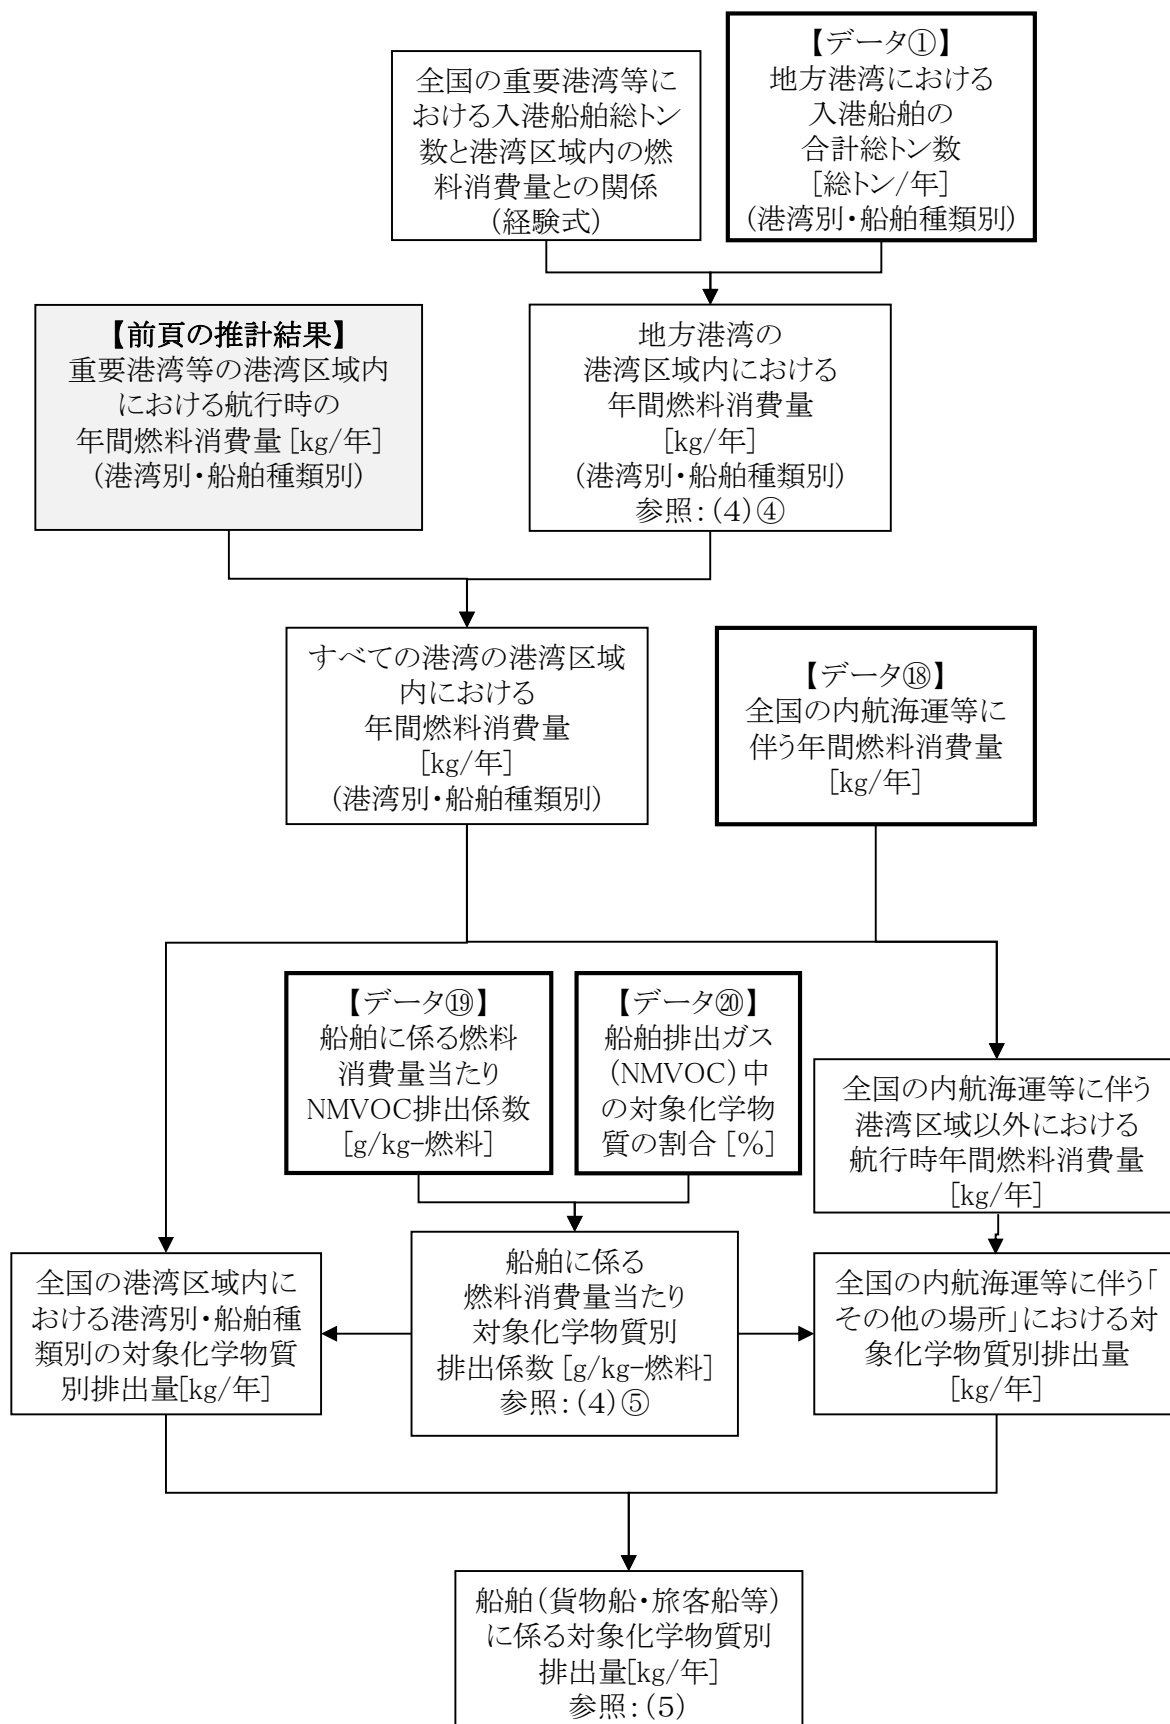 全国の重要港湾等に
おける入港船舶総トン
数と港湾区域内の燃
料消費量との関係
(経験式)
【データ①】
地方港湾における
入港船舶の
合計総トン数
[総トン/年]
(港湾別・船舶種類別)
【前頁の推計結果】
重要港湾等の港湾区域内
における航行時の
年間燃料消費量[kg/年]
(港湾別・船舶種類別)
地方港湾の
港湾区域内における
年間燃料消費量
[kg/年]
(港湾別・船舶種類別)
参照:(4)④
すべての港湾の港湾区域
内における
年間燃料消費量
[kg/年]
(港湾別・船舶種類別)
【データ⑱】
全国の内航海運等に
伴う年間燃料消費量
[kg/年]
【データ⑲】
船舶に係る燃料
消費量当たり
NMVOC排出係数
[g/kg-燃料]
【データ⑳】
船舶排出ガス
(NMVOC)中
の対象化学物
質の割合[%]
全国の内航海運等に伴う
港湾区域以外における
航行時年間燃料消費量
[kg/年]
全国の港湾区域内に
おける港湾別・船舶種
類別の対象化学物質
別排出量[kg/年]
船舶に係る
燃料消費量当たり
対象化学物質別
排出係数[g/kg-燃料]
参照:(4)⑤
全国の内航海運等に伴う「
その他の場所」における対
象化学物質別排出量
[kg/年]
船舶(貨物船・旅客船等)
に係る対象化学物質別
排出量[kg/年]
参照:(5)